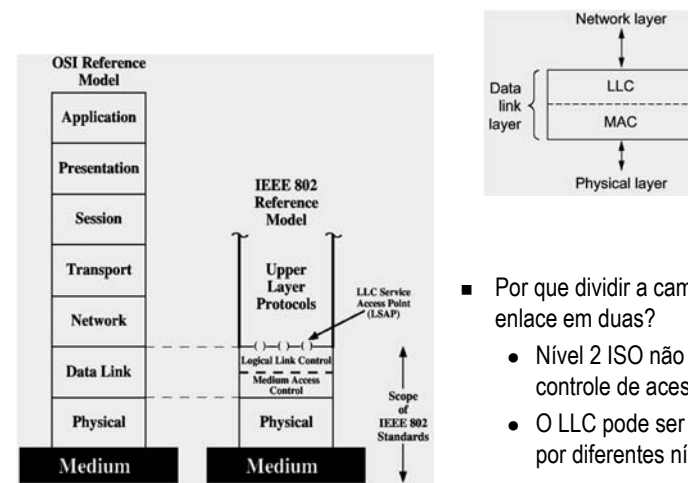 OSI Reference
Model
Application
Presentation
Session
Transport
Network
Data Link
Physical
Medium
IEEE 802
Reference
Model
Upper
Layer
Protocols
LLC Service
Access Point
(LSAP)
Logical Link Control
Medium Access
Control
Physical
Medium
Scope
of
IEEE 802
Standards
Network layer
Data
link
layer
LLC
MAC
Physical layer
Por que dividir a
enlace em duas?
Nível 2 ISO não
controle de
O LLC pode ser
por diferentes